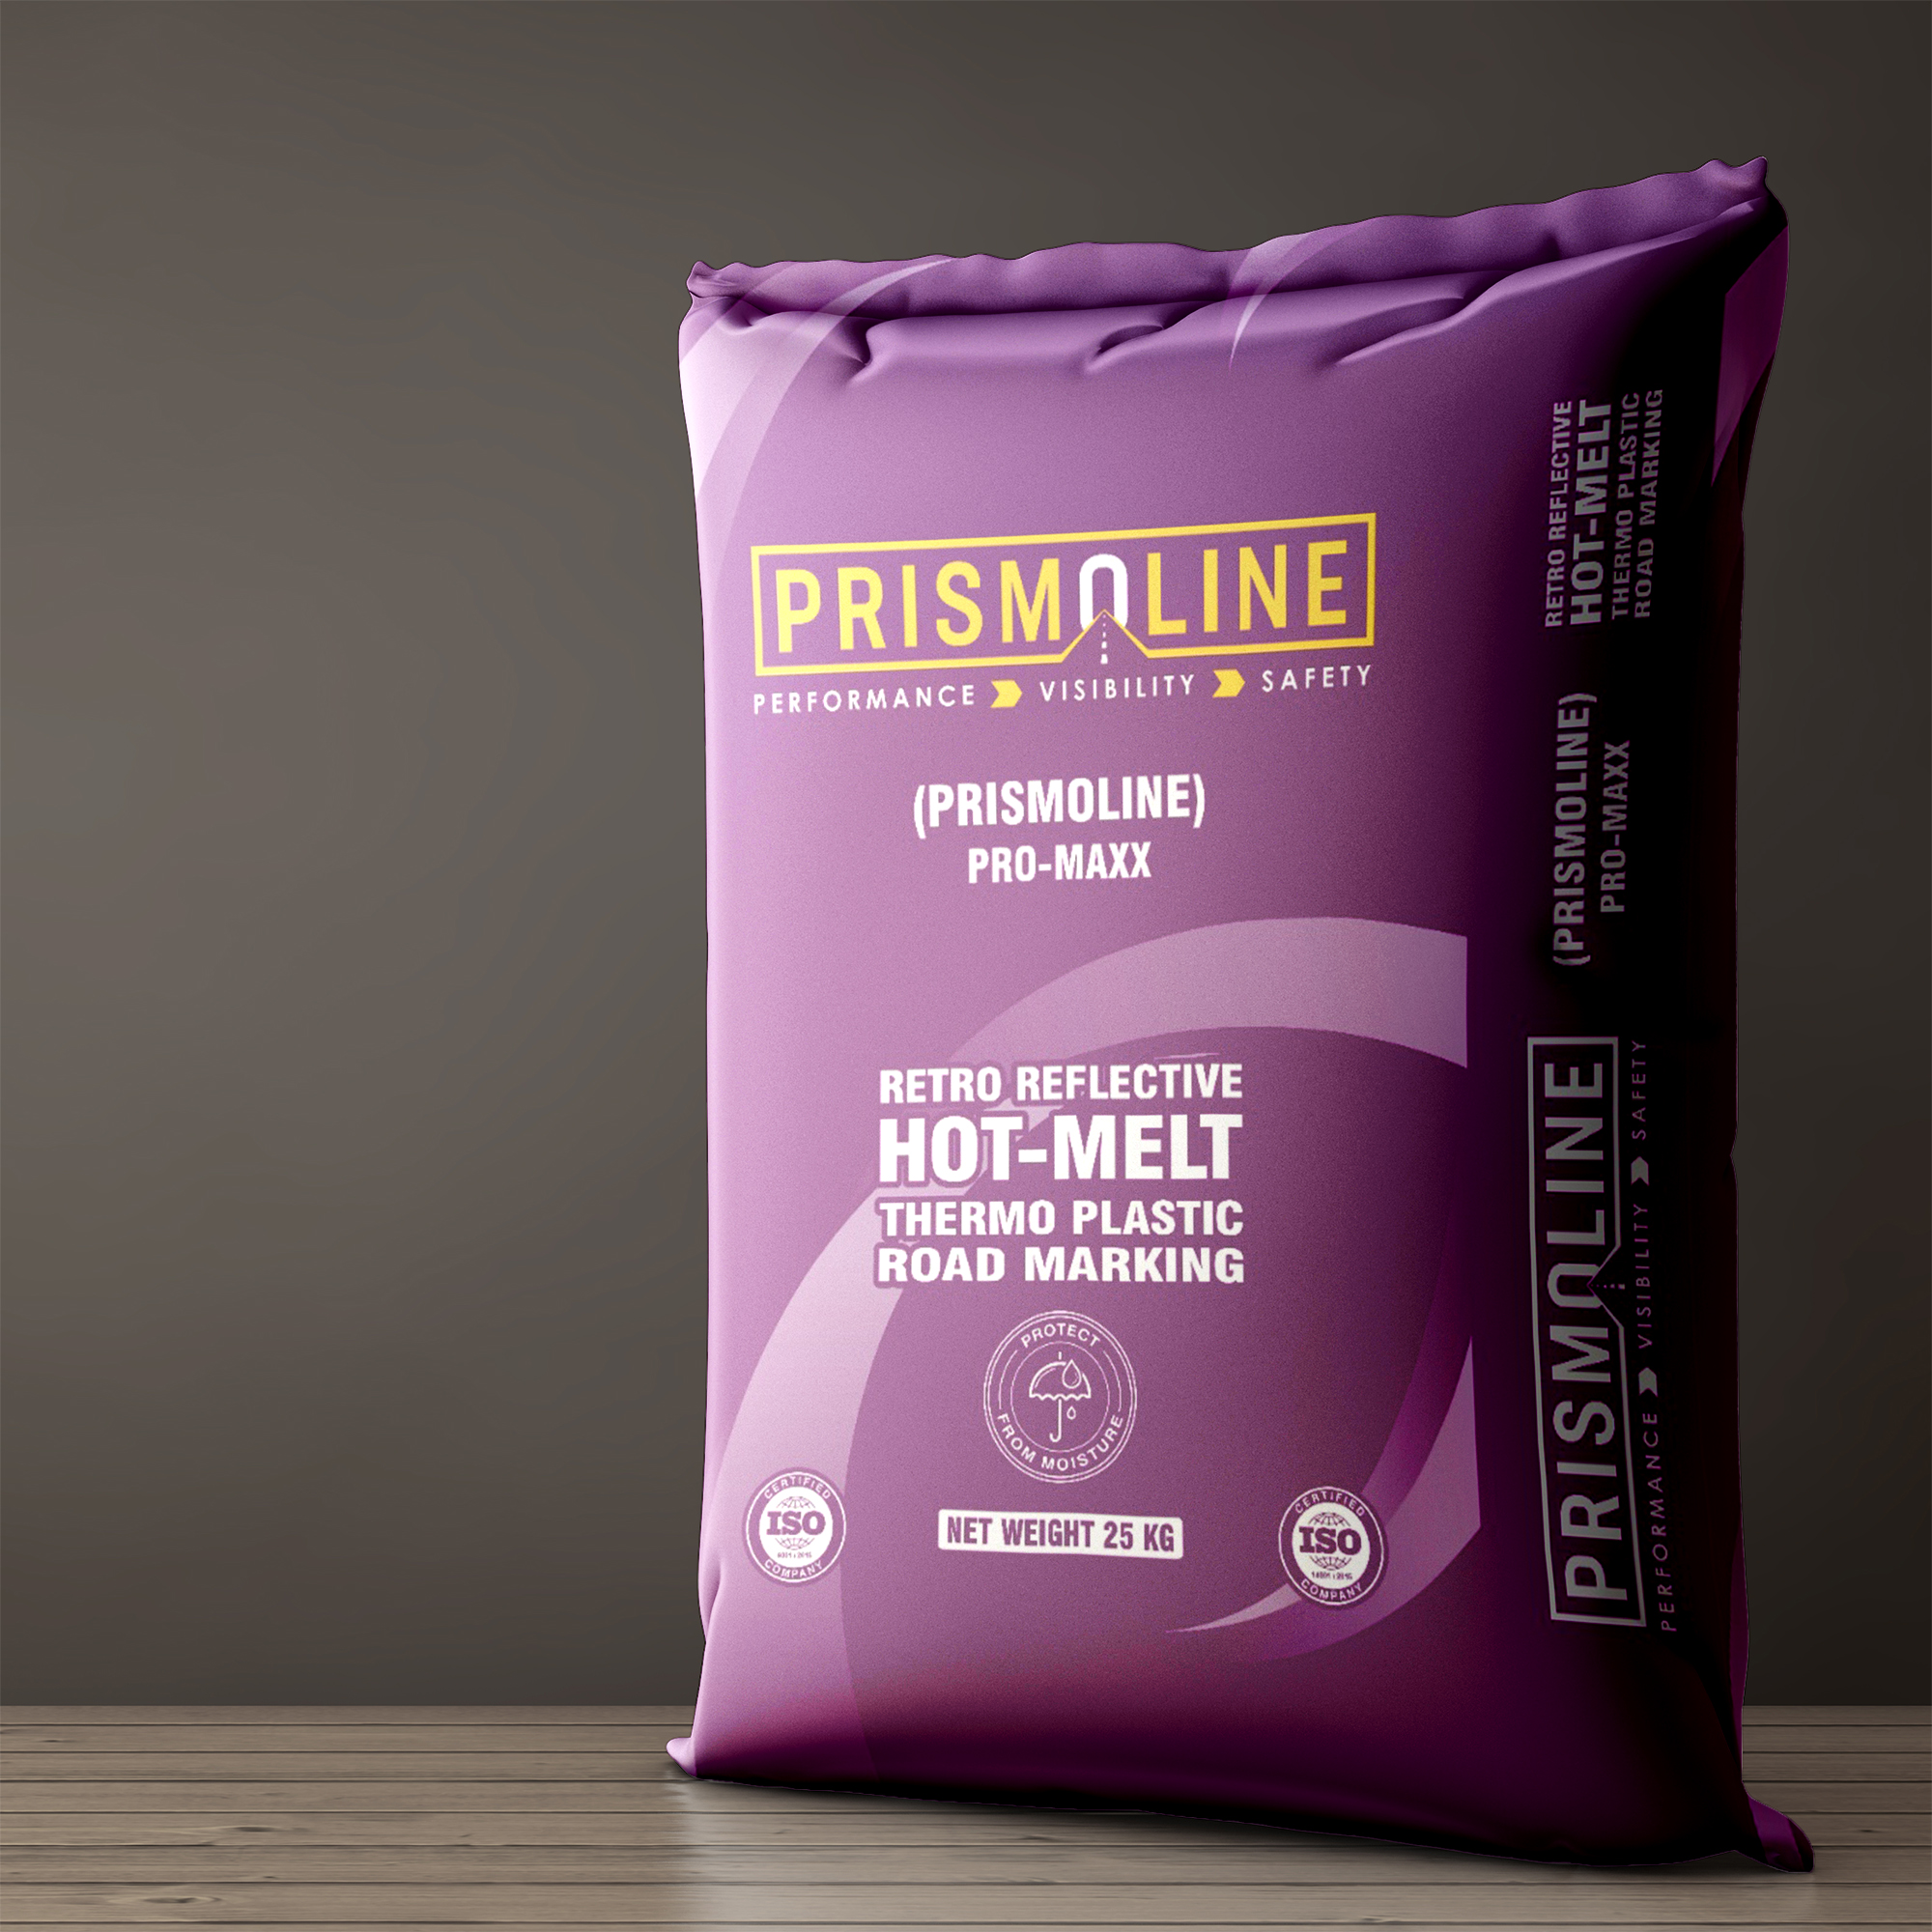 PRISMOLINE
PERFORMANCE VISIBILITY SAFETY
(PRISMOLINE)
PRO-MAXX
RETRO REFLECTIVE
HOT-MELT
THERMO PLASTIC
ROAD MARKING
PROTECT
FROM MOISTURE
CERTIFIED
ISO
COMPANY
NET WEIGHT 25 KG
CERTIFIED
ISO
14001 : 2015
COMPANY
RETRO REFLECTIVE
HOT-MELT
THERMO PLASTIC
ROAD MARKING
(PRISMOLINE)
PRO-MAXX
PRISMOLINE
PERFORMANCE VISIBILITY SAFETY